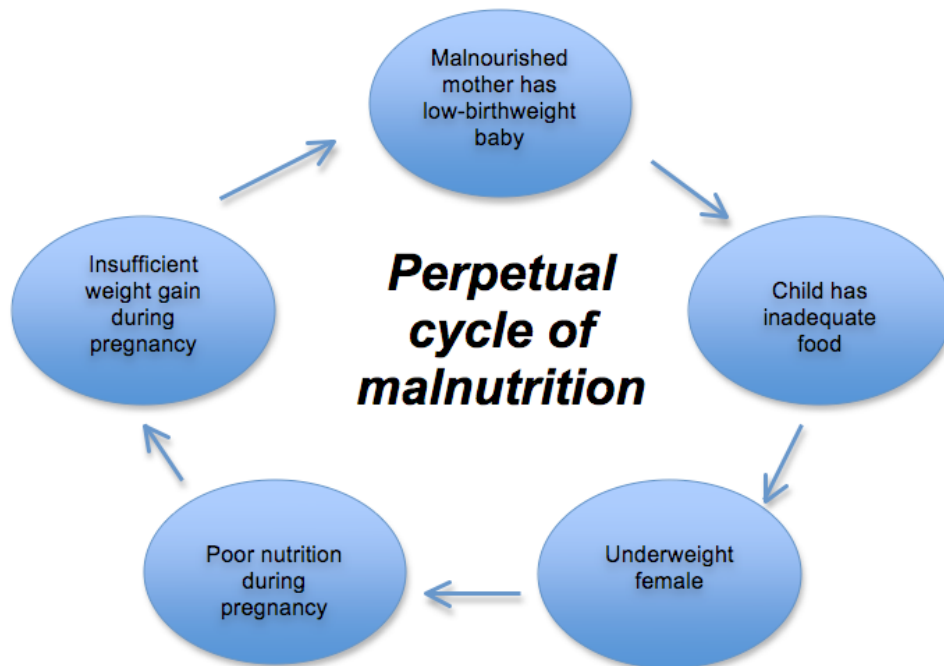 Malnourished
mother has
low-birthweight
baby
Child has
inadequate
food
Underweight
female
Poor nutrition
during
pregnancy
Insufficient
weight gain
during
pregnancy
Perpetual
cycle of
malnutrition